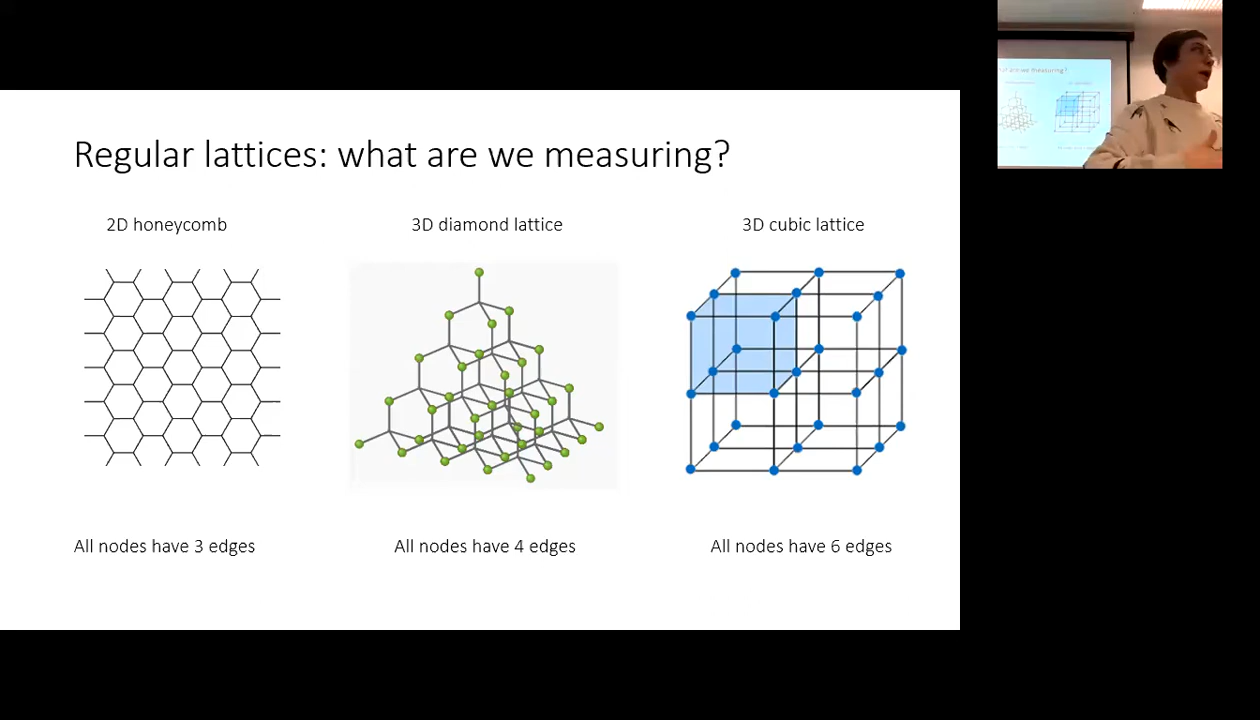 Regular lattices: what are we measuring?
2D honeycomb
3D diamond lattice
3D cubic lattice
All nodes have 3 edges
All nodes have 4 edges
All nodes have 6 edges